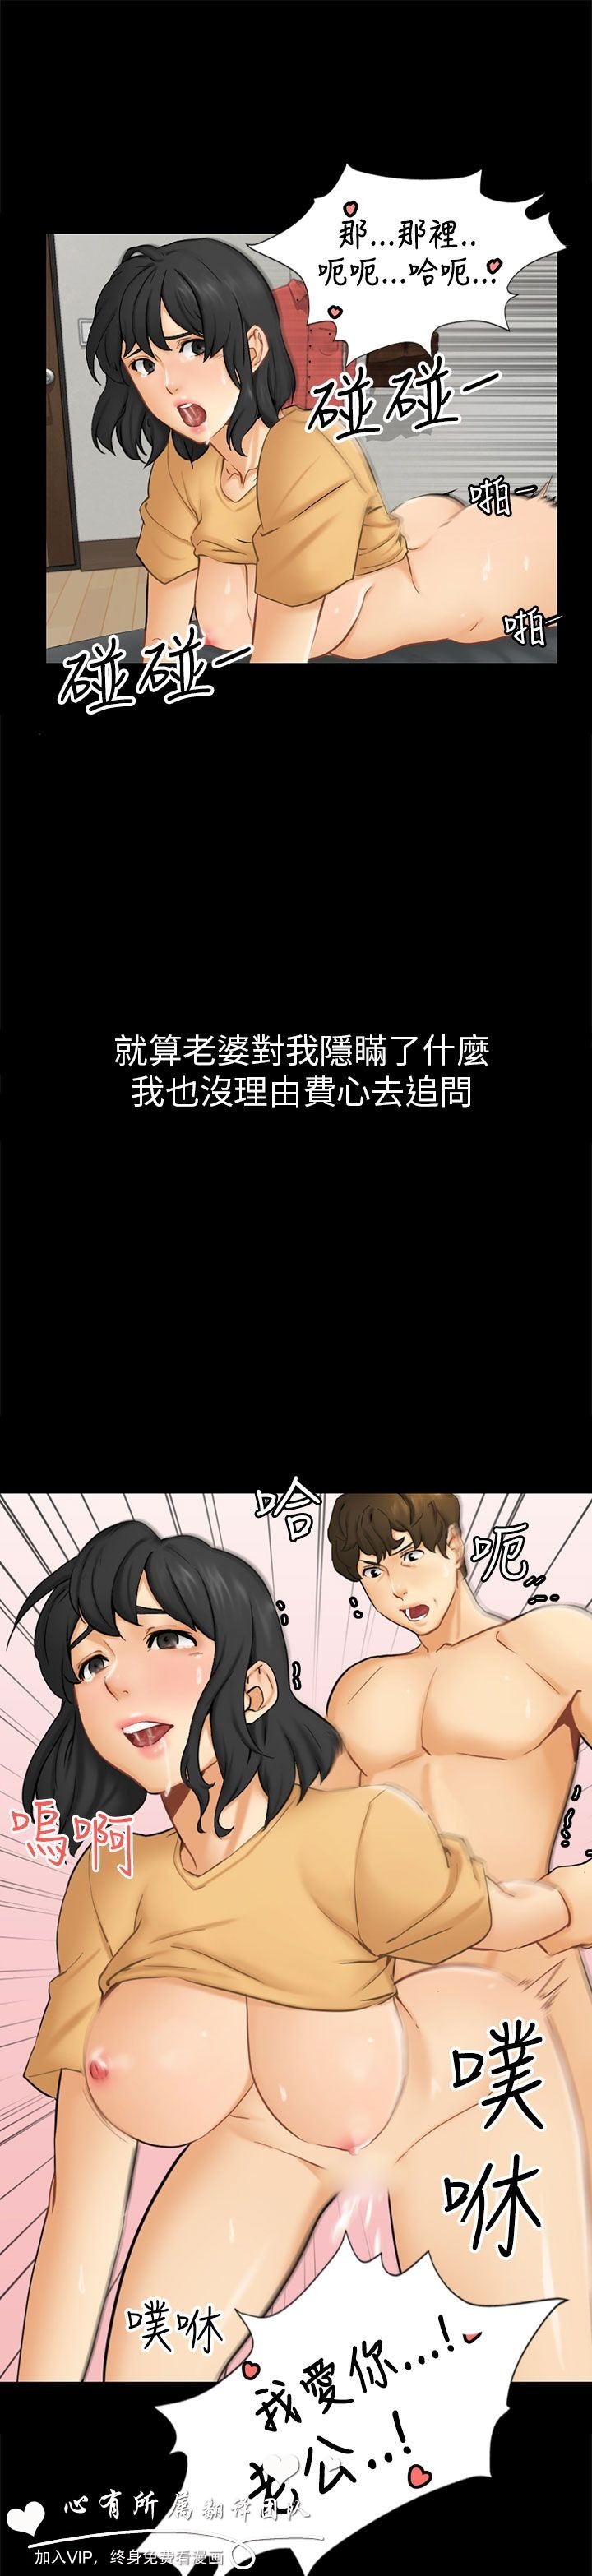 那...那裡..
呃呃...哈呃...
碰碰一
啪一
啪一
碰碰一
就算老婆對我隱瞞了什麼
我也沒理由費心去追問
哈
呃
嗚啊
噗
咻
噗咻
我愛你...!
老公..!
心有所属翻译团队
加入VIP，终身免费看漫画